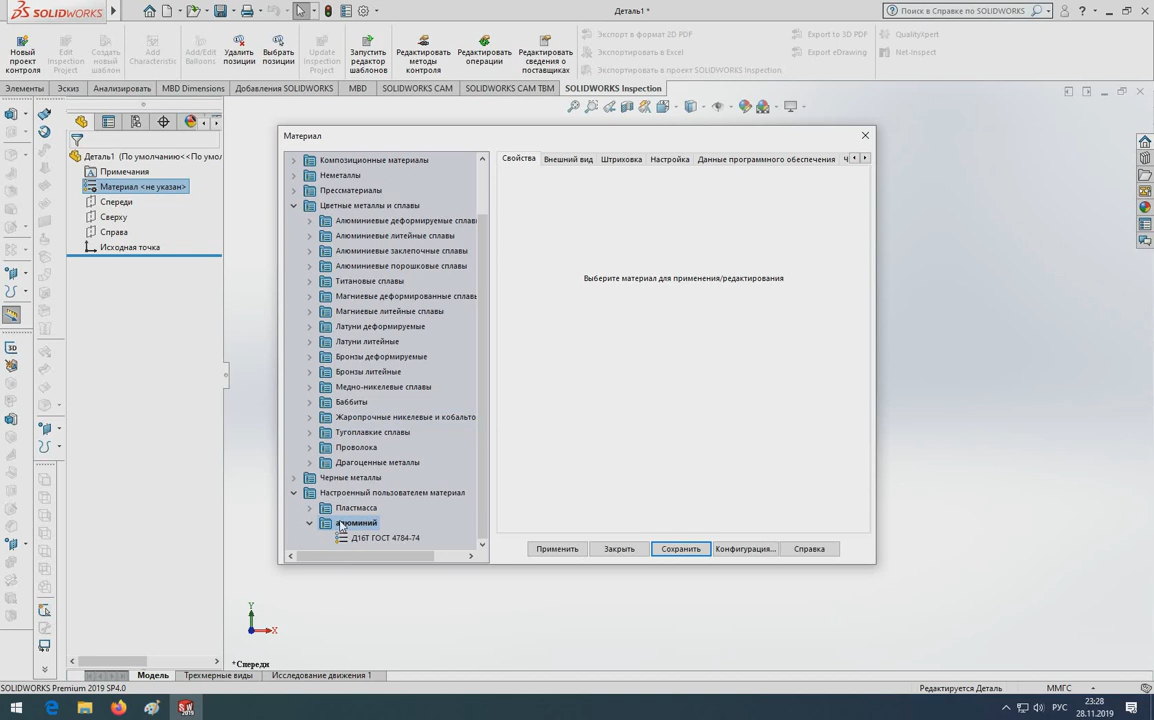 SOLIDWORKS
Деталь1 *
Поиск в Справке по SOLIDWORKS
Новый проект контроля
Edit Inspection Project
Создать новый шаблон
Add Characteristic
Add/Edit Balloons
Удалить позиции
Выбрать позиции
Update Inspection Project
Запустить редактор шаблонов
Редактировать методы контроля
Редактировать операции
Редактировать сведения о поставщиках
Экспорт в формат 2D PDF
Экспортировать в Excel
Экспортировать в проект SOLIDWORKS Inspection
Export to 3D PDF
Export eDrawing
QualityXpert
Net-Inspect
Элементы
Эскиз
Анализировать
MBD Dimensions
Добавления SOLIDWORKS
MBD
SOLIDWORKS CAM
SOLIDWORKS CAM TBM
SOLIDWORKS Inspection
Деталь1 (По умолчанию<<По умол
Примечания
Материал <не указан>
Спереди
Сверху
Справа
Исходная точка
Материал
Композиционные материалы
Неметаллы
Прессматериалы
Цветные металлы и сплавы
Алюминиевые деформируемые сплав
Алюминиевые литейные сплавы
Алюминиевые заклепочные сплавы
Алюминиевые порошковые сплавы
Титановые сплавы
Магниевые деформированные сплавы
Магниевые литейные сплавы
Латуни деформируемые
Латуни литейные
Бронзы деформируемые
Бронзы литейные
Медно-никелевые сплавы
Баббиты
Жаропрочные никелевые и кобальто
Тугоплавкие сплавы
Проволока
Драгоценные металлы
Черные металлы
Настроенный пользователем материал
Пластмасса
алюминий
Д16Т ГОСТ 4784-74
Свойства
Внешний вид
Штриховка
Настройка
Данные программного обеспечения
Ч
Выберите материал для применения/редактирования
Применить
Закрыть
Сохранить
Конфигурация...
Справка
Y
X
*Спереди
Модель
Трехмерные виды
Исследование движения 1
SOLIDWORKS Premium 2019 SP4.0
Редактируется Деталь
ММГС
РУС
23:28
28.11.2019